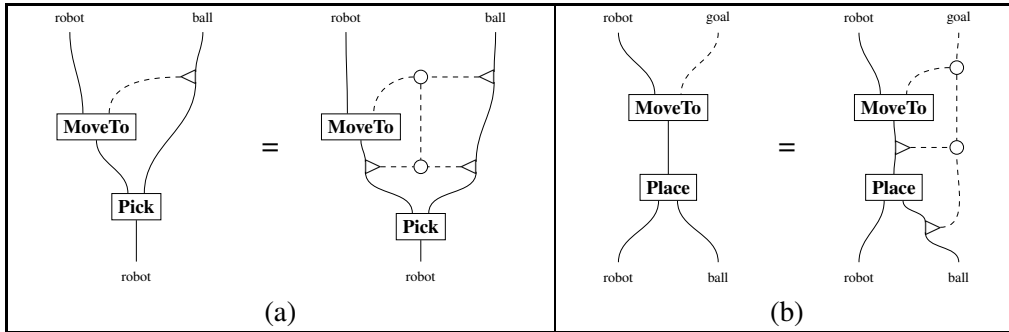 robot ball robot ball robot goal robot goal
MoveTo MoveTo MoveTo MoveTo
= =
Pick Pick Place Place
robot robot robot ball robot ball
(a) (b)